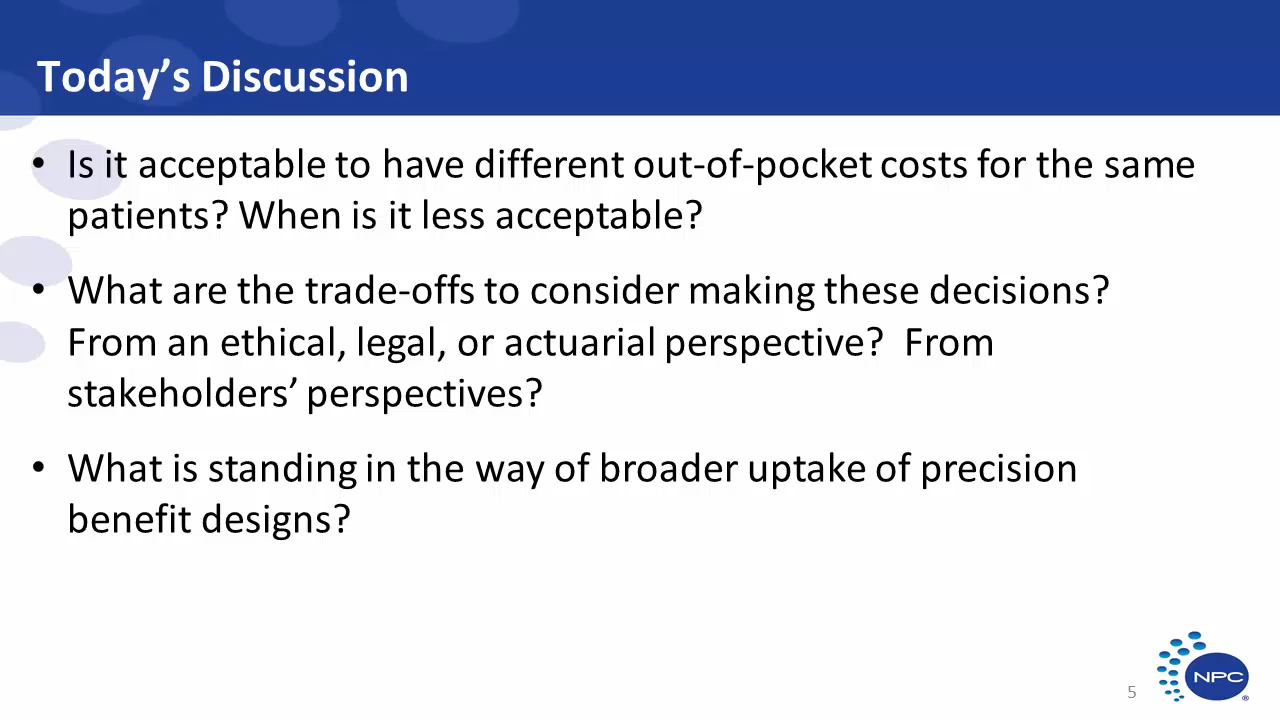 Today’s Discussion
• Is it acceptable to have different out-of-pocket costs for the same
patients? When is it less acceptable?
• What are the trade-offs to consider making these decisions?
From an ethical, legal, or actuarial perspective?  From
stakeholders’ perspectives?
• What is standing in the way of broader uptake of precision
benefit designs?
5
NPC
®